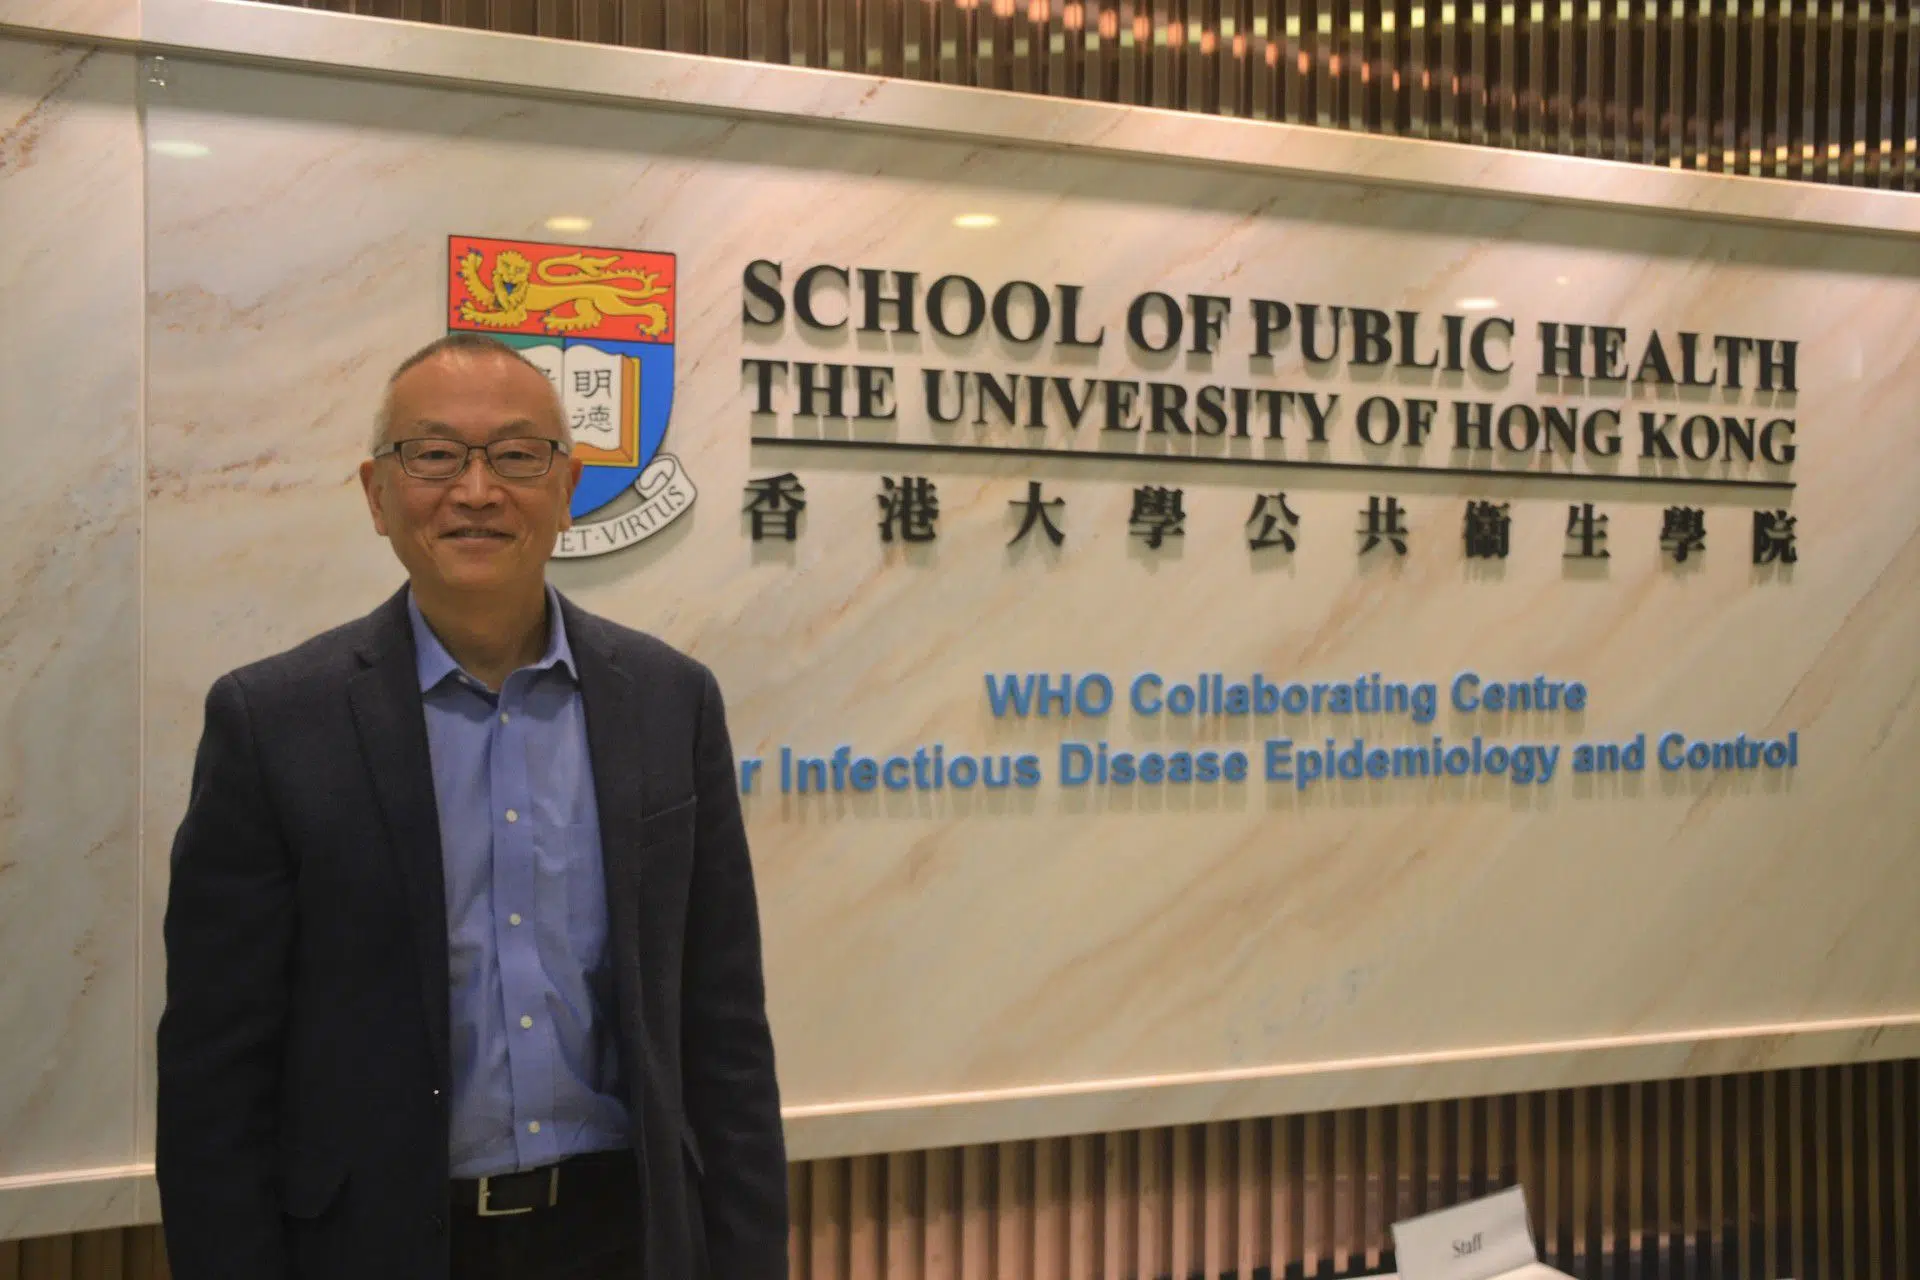 SCHOOL OF PUBLIC HEALTH
THE UNIVERSITY OF HONG KONG
香港大學公共衞生學院
明
德
ET·VIRTUS
WHO Collaborating Centre
r Infectious Disease Epidemiology and Control
Staff